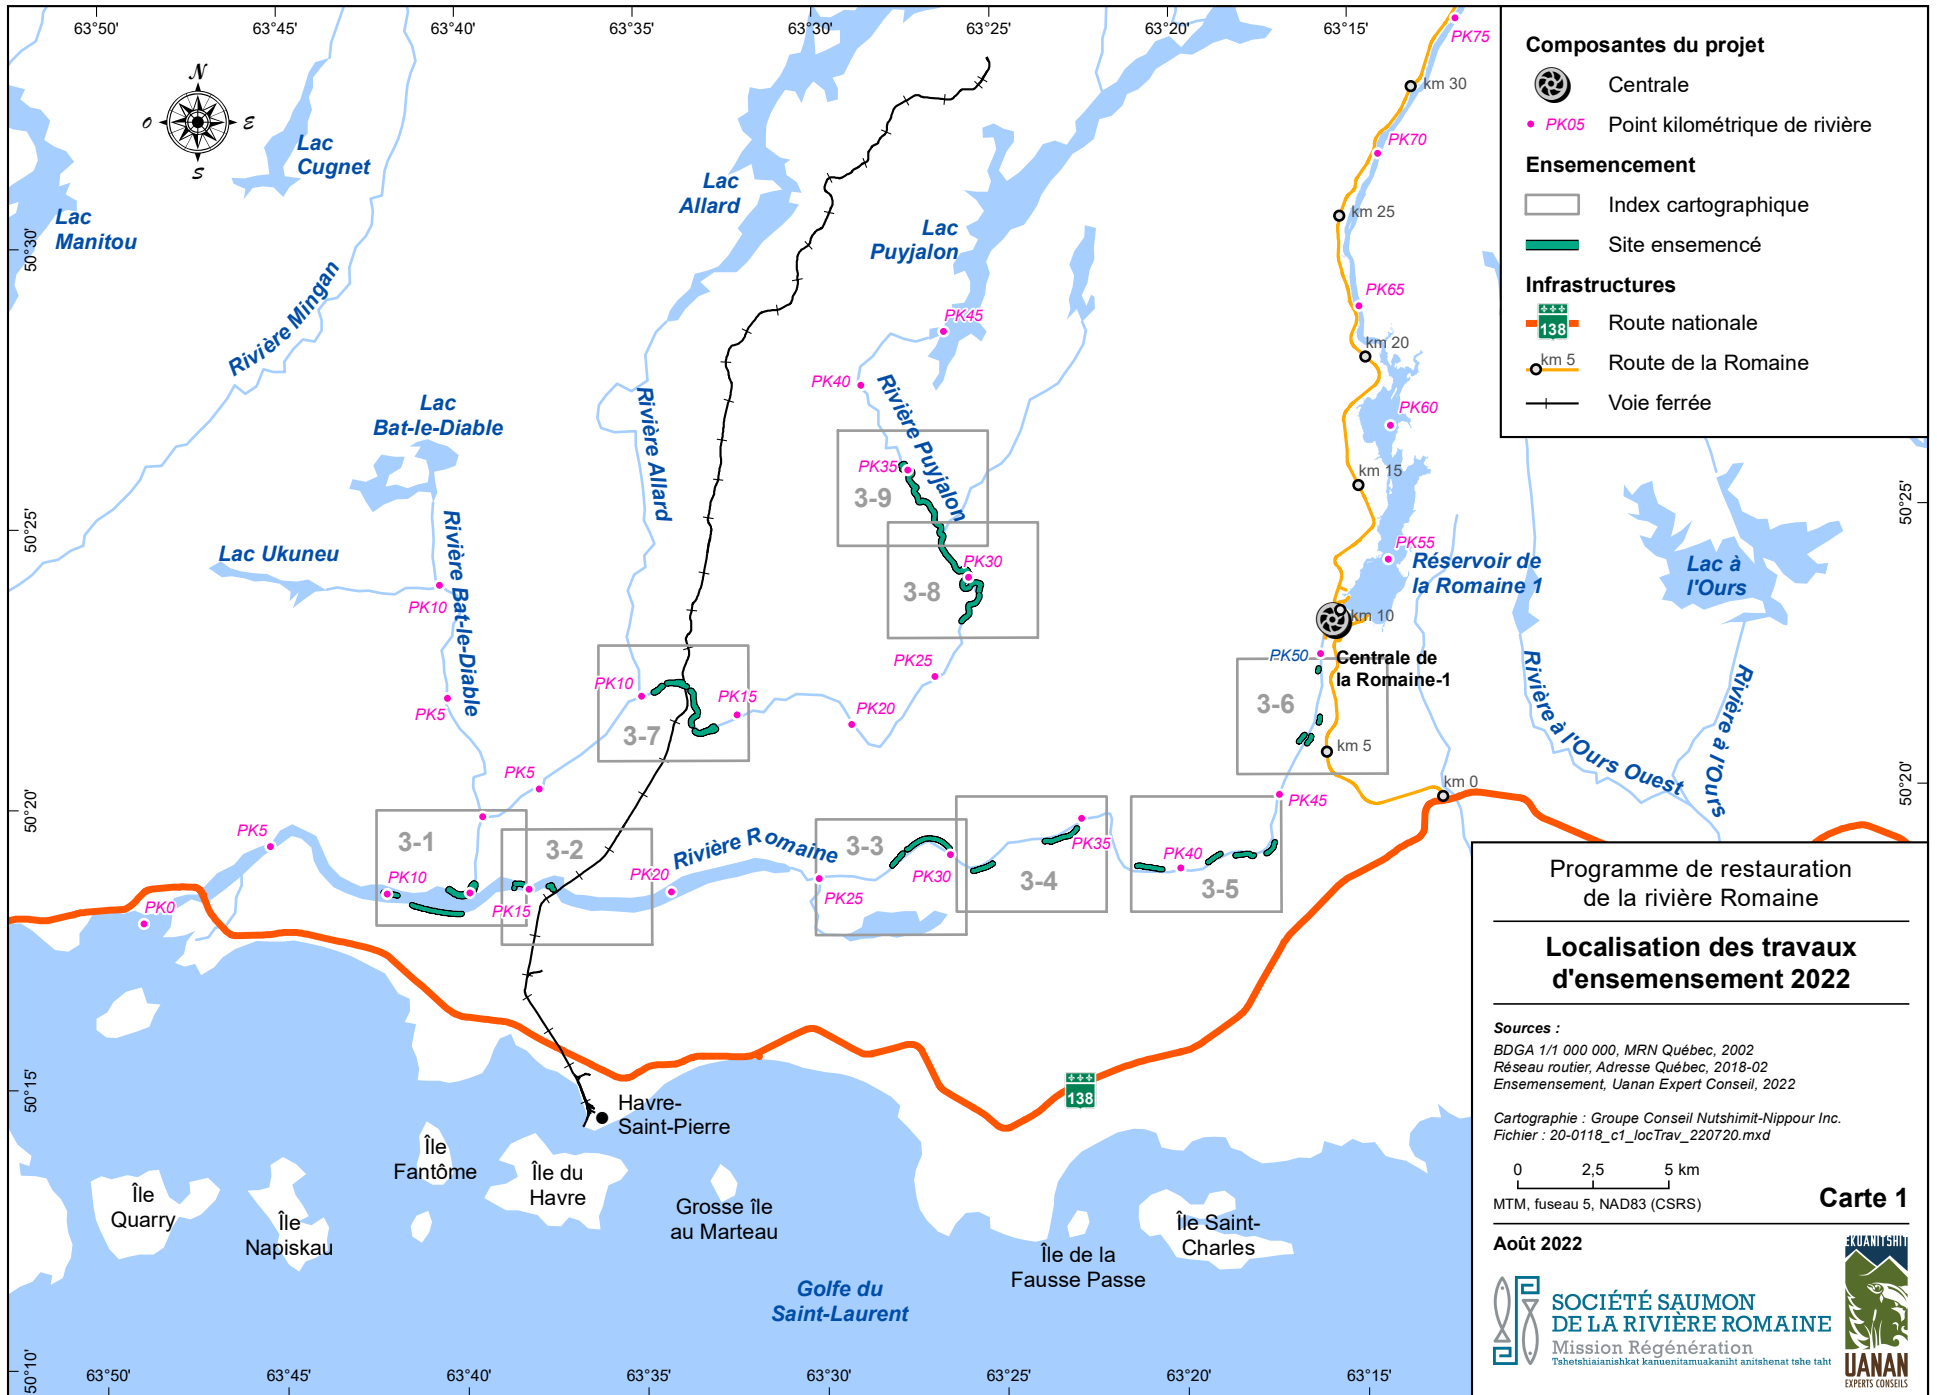 63°50'
63°45'
63°40'
63°35'
63°30'
63°25'
63°20'
63°15'
N
O
E
S
Lac
Manitou
Lac
Cugnet
Rivière Mingan
Lac
Allard
Lac
Puyjalon
50°30'
PK75
km 30
PK70
km 25
PK65
km 20
PK60
km 15
PK55
Réservoir de
la Romaine 1
km 10
PK50
Centrale de
la Romaine-1
PK45
PK40
Rivière Puyjalon
PK35
3-9
PK30
3-8
PK25
PK20
Lac
Bat-le-Diable
Rivière Allard
50°25'
50°25'
Lac Ukuneu
PK10
Rivière Bat-le-Diable
PK5
PK10
PK15
3-7
PK5
3-6
km 5
km 0
PK45
Lac à
l'Ours
Rivière à l'Ours Ouest
Rivière à l'Ours
50°20'
50°20'
PK5
PK0
3-1
PK10
3-2
PK15
PK20
Rivière Romaine
3-3
PK25
PK30
3-4
PK35
PK40
3-5
50°15'
138
Havre-
Saint-Pierre
Île
Fantôme
Île du
Havre
Île
Quarry
Île
Napiskau
Grosse île
au Marteau
Île de la
Fausse Passe
Île Saint-
Charles
Golfe du
Saint-Laurent
50°10'
63°50'
63°45'
63°40'
63°35'
63°30'
63°25'
63°20'
63°15'
Composantes du projet
Centrale
PK05 Point kilométrique de rivière
Ensemencement
Index cartographique
Site ensemencé
Infrastructures
138 Route nationale
km 5 Route de la Romaine
Voie ferrée
Programme de restauration
de la rivière Romaine
Localisation des travaux
d'ensemensement 2022
Sources :
BDGA 1/1 000 000, MRN Québec, 2002
Réseau routier, Adresse Québec, 2018-02
Ensemensement, Uanan Expert Conseil, 2022
Cartographie : Groupe Conseil Nutshimit-Nippour Inc.
Fichier : 20-0118_c1_locTrav_220720.mxd
0 2,5 5 km
MTM, fuseau 5, NAD83 (CSRS)
Carte 1
Août 2022
SOCIÉTÉ SAUMON
DE LA RIVIÈRE ROMAINE
Mission Régénération
Tshetshiaianishkat kanuenitamuakaniht anitshenat tshe taht
EKUANITSHIT
UANAN
EXPERTS CONSEILS